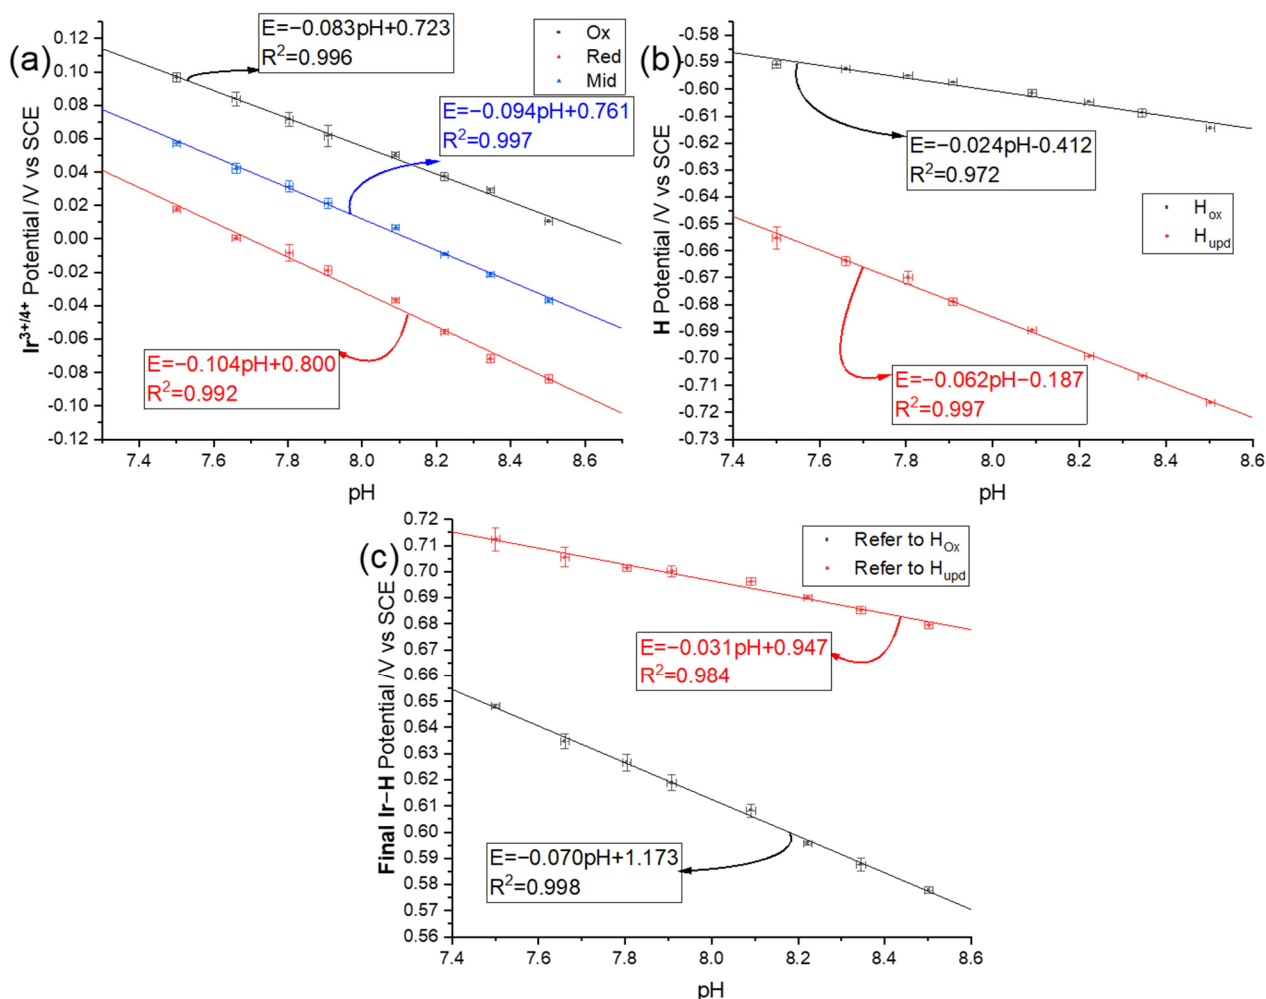 (a)
Ir³⁺/⁴⁺ Potential /V vs SCE
0.12
0.10
0.08
0.06
0.04
0.02
0.00
-0.02
-0.04
-0.06
-0.08
-0.10
-0.12
E=−0.083pH+0.723
R²=0.996
Ox
Red
Mid
E=−0.094pH+0.761
R²=0.997
E=−0.104pH+0.800
R²=0.992
7.4 7.6 7.8 8.0 8.2 8.4 8.6
pH
(b)
H Potential /V vs SCE
-0.58
-0.59
-0.60
-0.61
-0.62
-0.63
-0.64
-0.65
-0.66
-0.67
-0.68
-0.69
-0.70
-0.71
-0.72
-0.73
E=−0.024pH-0.412
R²=0.972
H_ox
H_upd
E=−0.062pH−0.187
R²=0.997
7.4 7.6 7.8 8.0 8.2 8.4 8.6
pH
(c)
Final Ir−H Potential /V vs SCE
0.72
0.71
0.70
0.69
0.68
0.67
0.66
0.65
0.64
0.63
0.62
0.61
0.60
0.59
0.58
0.57
0.56
Refer to H_Ox
Refer to H_upd
E=−0.031pH+0.947
R²=0.984
E=−0.070pH+1.173
R²=0.998
7.4 7.6 7.8 8.0 8.2 8.4 8.6
pH